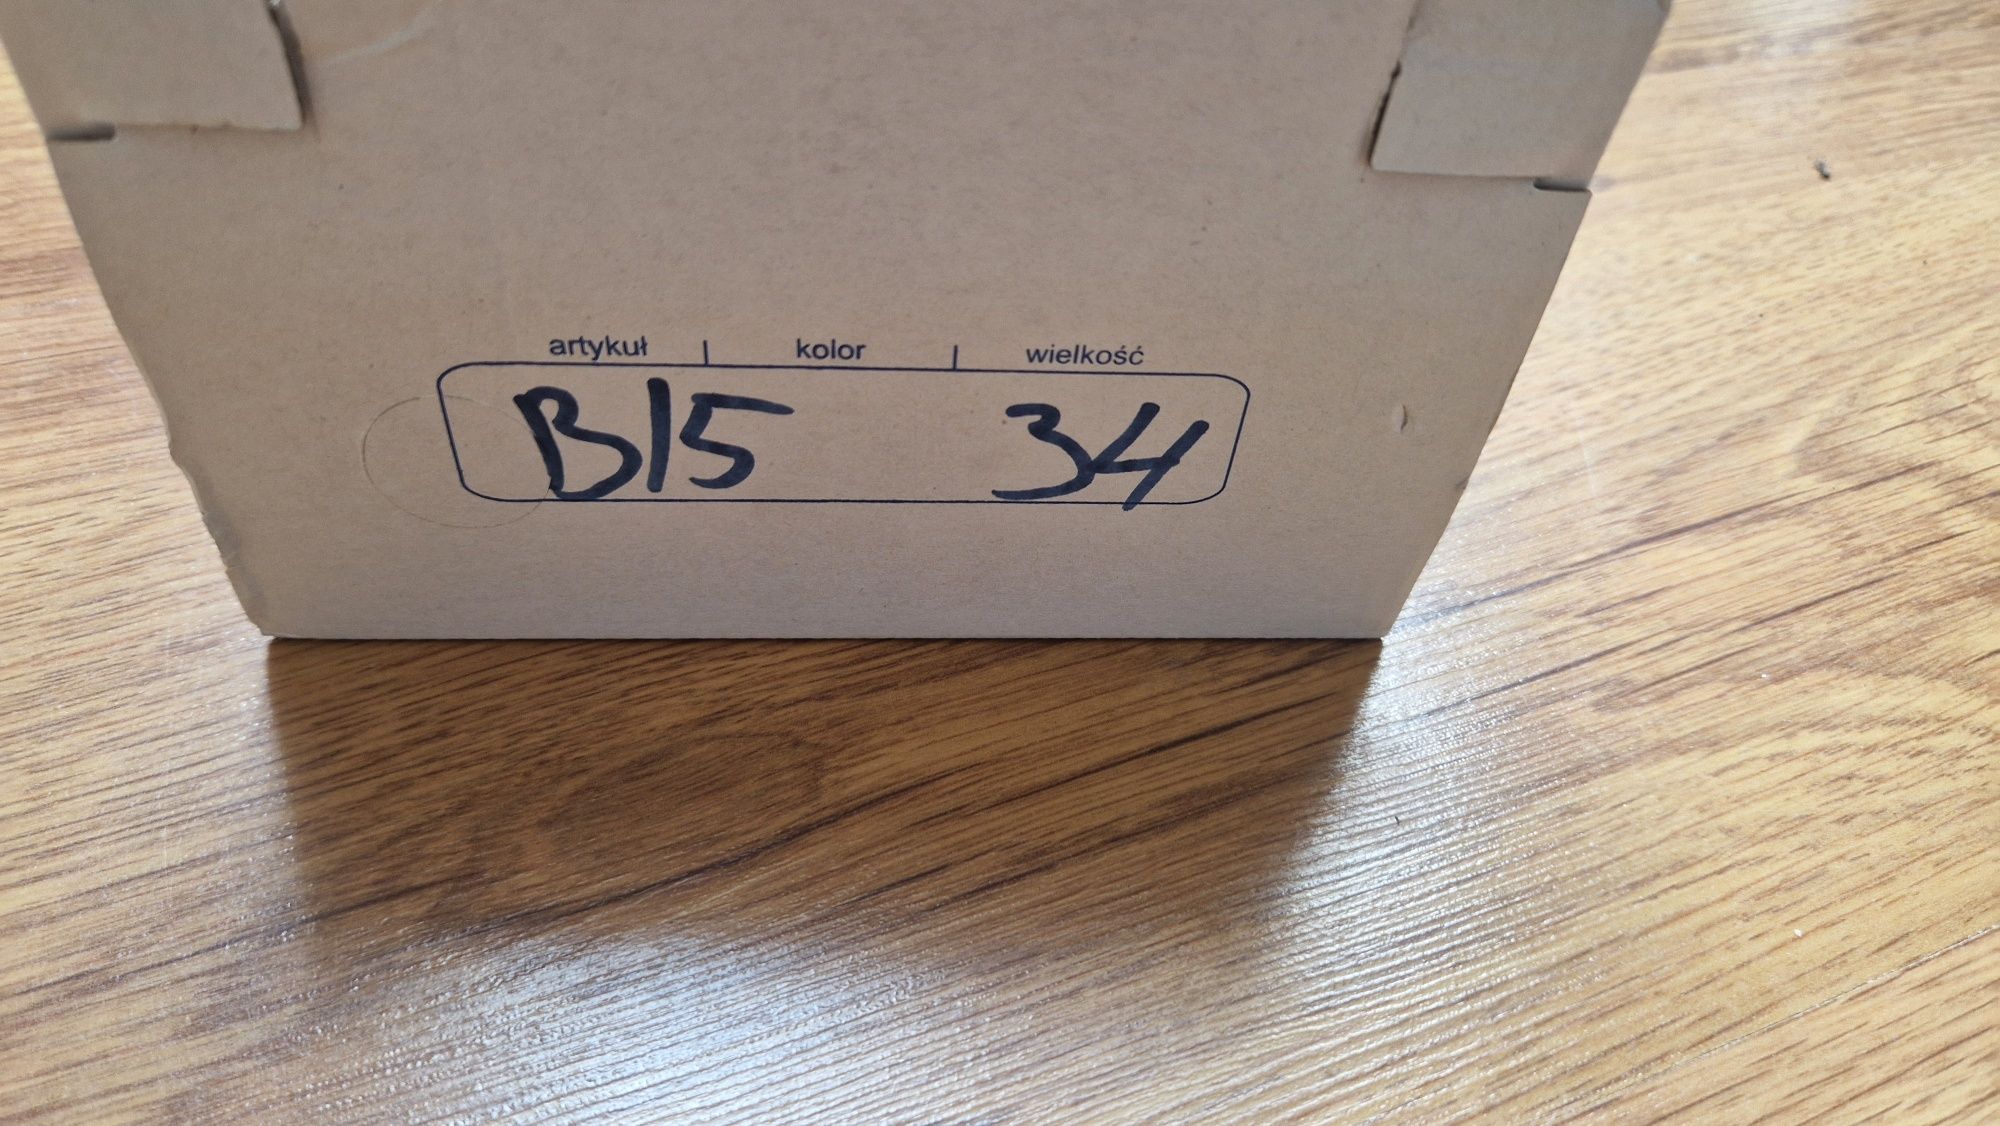 artykuł | kolor | wielkość
B15 34